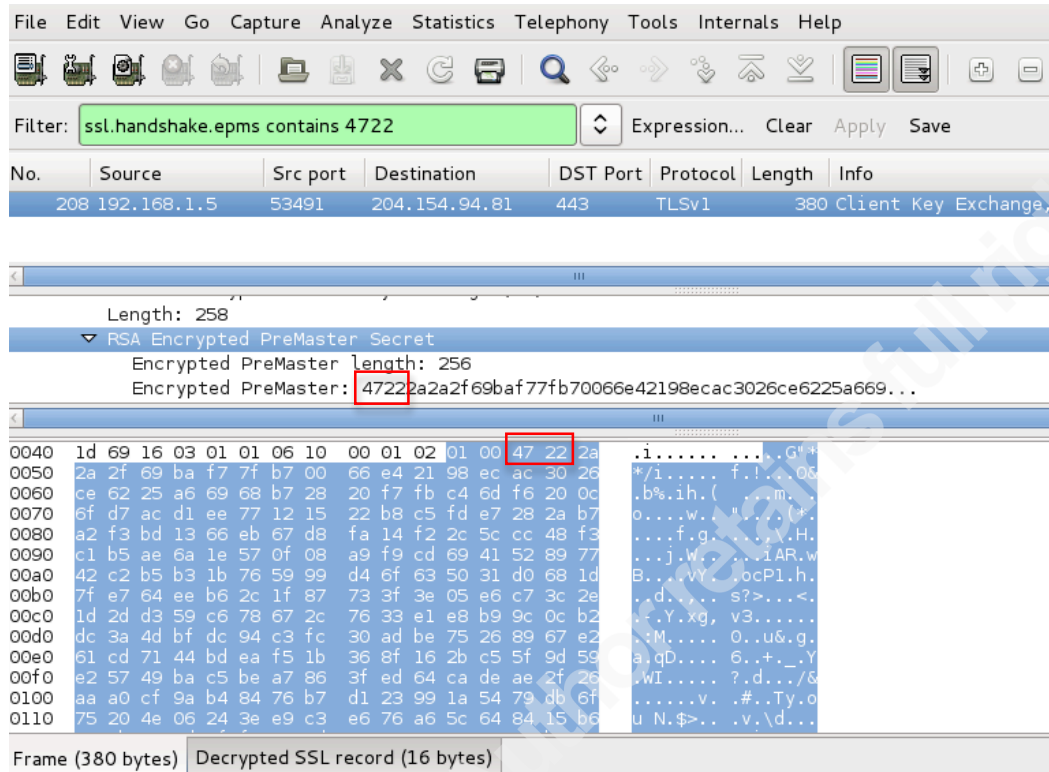 File Edit View Go Capture Analyze Statistics Telephony Tools Internals Help
Filter: ssl.handshake.epms contains 4722 Expression... Clear Apply Save
No. Source Src port Destination DST Port Protocol Length Info
208 192.168.1.5 53491 204.154.94.81 443 TLSv1 380 Client Key Exchange,
Length: 258
RSA Encrypted PreMaster Secret
Encrypted PreMaster length: 256
Encrypted PreMaster: 47222a2a2f69baf77fb70066e42198ecac3026ce6225a669...
0040 1d 69 16 03 01 01 06 10 00 01 02 01 00 47 22 2a .i...... .....G"*
0050 2a 2f 69 ba f7 7f b7 00 66 e4 21 98 ec ac 30 26 */i..... f.!...0&
0060 ce 62 25 a6 69 68 b7 28 20 f7 fb c4 6d f6 20 0c .b%.ih.( ...m. .
0070 6f d7 ac d1 ee 77 12 15 22 b8 c5 fd e7 28 2a b7 o....w.. "....(*.
0080 a2 f3 bd 13 66 eb 67 d8 fa 14 f2 2c 5c cc 48 f3 ....f.g. ...,\.H.
0090 c1 b5 ae 6a 1e 57 0f 08 a9 f9 cd 69 41 52 89 77 ...j.W.. ...iAR.w
00a0 42 c2 b5 b3 1b 76 59 99 d4 6f 63 50 31 d0 68 1d B....vY. .ocP1.h.
00b0 7f e7 64 ee b6 2c 1f 87 73 3f 3e 05 e6 c7 3c 2e ..d..,.. s?>...<.
00c0 1d 2d d3 59 c6 78 67 2c 76 33 e1 e8 b9 9c 0c b2 .-.Y.xg, v3......
00d0 dc 3a 4d bf dc 94 c3 fc 30 ad be 75 26 89 67 e2 .:M..... 0..u&.g.
00e0 61 cd 71 44 bd ea f5 1b 36 8f 16 2b c5 5f 9d 59 a.qD.... 6..+._.Y
00f0 e2 57 49 ba c5 be a7 86 3f ed 64 ca de ae 2f 26 .WI..... ?.d.../&
0100 aa a0 cf 9a b4 84 76 b7 d1 23 99 1a 54 79 db 6f ......v. .#..Ty.o
0110 75 20 4e 06 24 3e e9 c3 e6 76 a6 5c 64 84 15 b6 u N.$>.. .v.\d...
Frame (380 bytes) Decrypted SSL record (16 bytes)